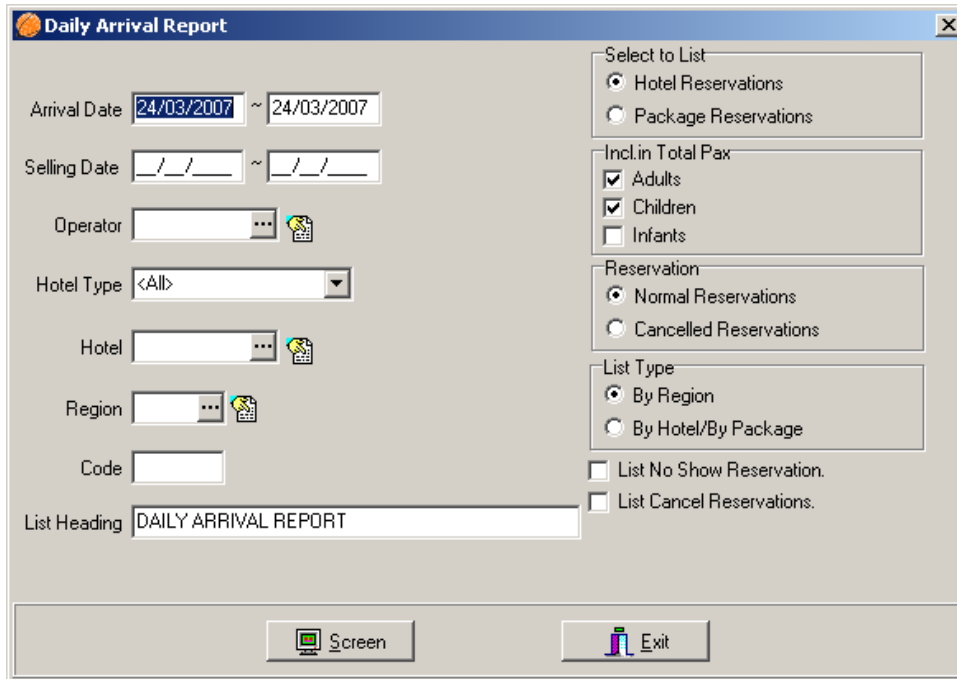 Daily Arrival Report
Arrival Date 24/03/2007 ~ 24/03/2007
Selling Date __/__/____ ~ __/__/____
Operator ...
Hotel Type <All>
Hotel ...
Region ...
Code
List Heading DAILY ARRIVAL REPORT
Select to List
Hotel Reservations
Package Reservations
Incl.in Total Pax
Adults
Children
Infants
Reservation
Normal Reservations
Cancelled Reservations
List Type
By Region
By Hotel/By Package
List No Show Reservation.
List Cancel Reservations.
Screen
Exit